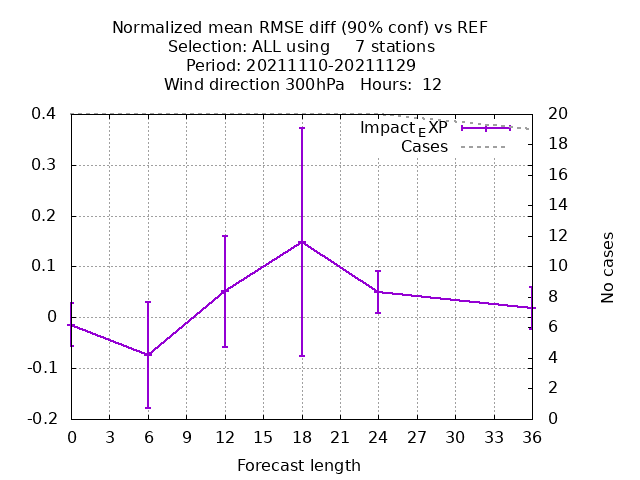 Normalized mean RMSE diff (90% conf) vs REF
Selection: ALL using     7 stations
Period: 20211110-20211129
Wind direction 300hPa   Hours:  12
Impact_EXP
Cases
0.4
0.3
0.2
0.1
0
-0.1
-0.2
20
18
16
14
12
10
8
6
4
2
0
No cases
0 3 6 9 12 15 18 21 24 27 30 33 36
Forecast length